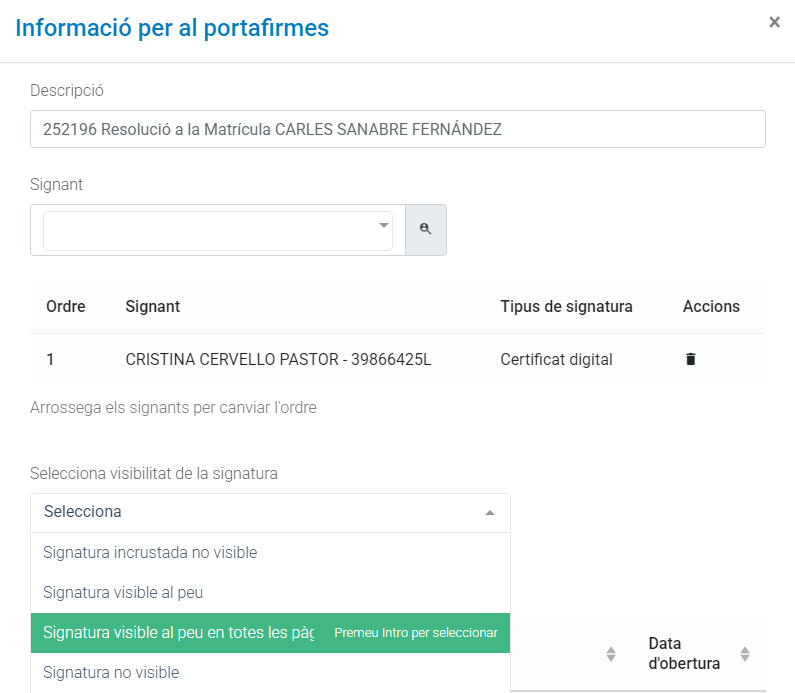 Informació per al portafirmes
×
Descripció
252196 Resolució a la Matrícula CARLES SANABRE FERNÁNDEZ
Signant
Ordre Signant Tipus de signatura Accions
1 CRISTINA CERVELLO PASTOR - 39866425L Certificat digital
Arrossega els signants per canviar l'ordre
Selecciona visibilitat de la signatura
Selecciona
Signatura incrustada no visible
Signatura visible al peu
Signatura visible al peu en totes les pàg Premeu Intro per seleccionar
Signatura no visible
Data
d'obertura